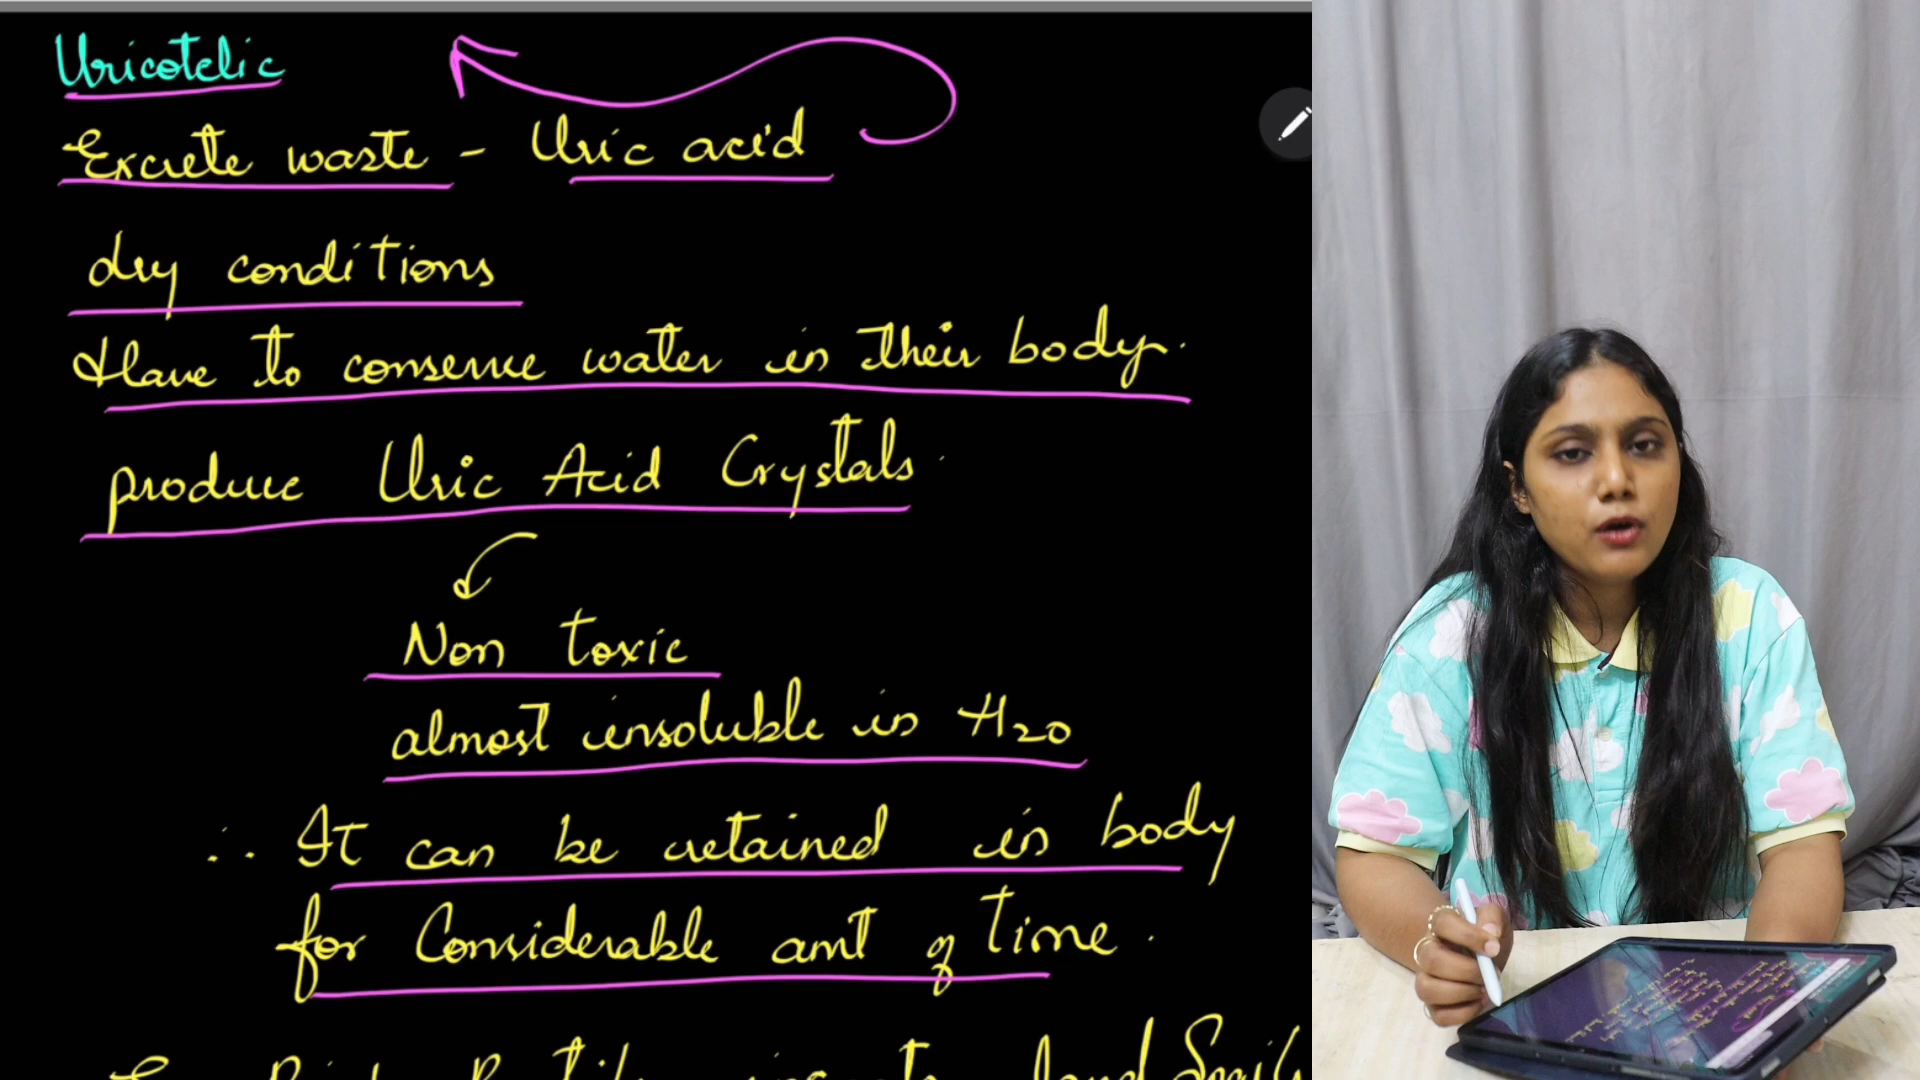 Uricotelic
Excrete waste - Uric acid
dry conditions
Have to conserve water in their body.
produce Uric Acid Crystals.
Non toxic
almost insoluble in H2O
∴ It can be retained in body
for Considerable amt of Time.